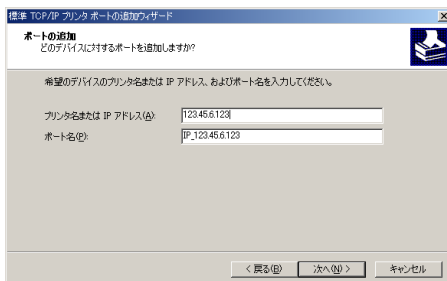 標準 TCP/IP プリンタ ポートの追加ウィザード
ポートの追加
どのデバイスに対するポートを追加しますか?
希望のデバイスのプリンタ名または IP アドレス、およびポート名を入力してください。
プリンタ名または IP アドレス(A): 123.45.6.123
ポート名(P): IP_123.45.6.123
< 戻る(B) 次へ(N) > キャンセル